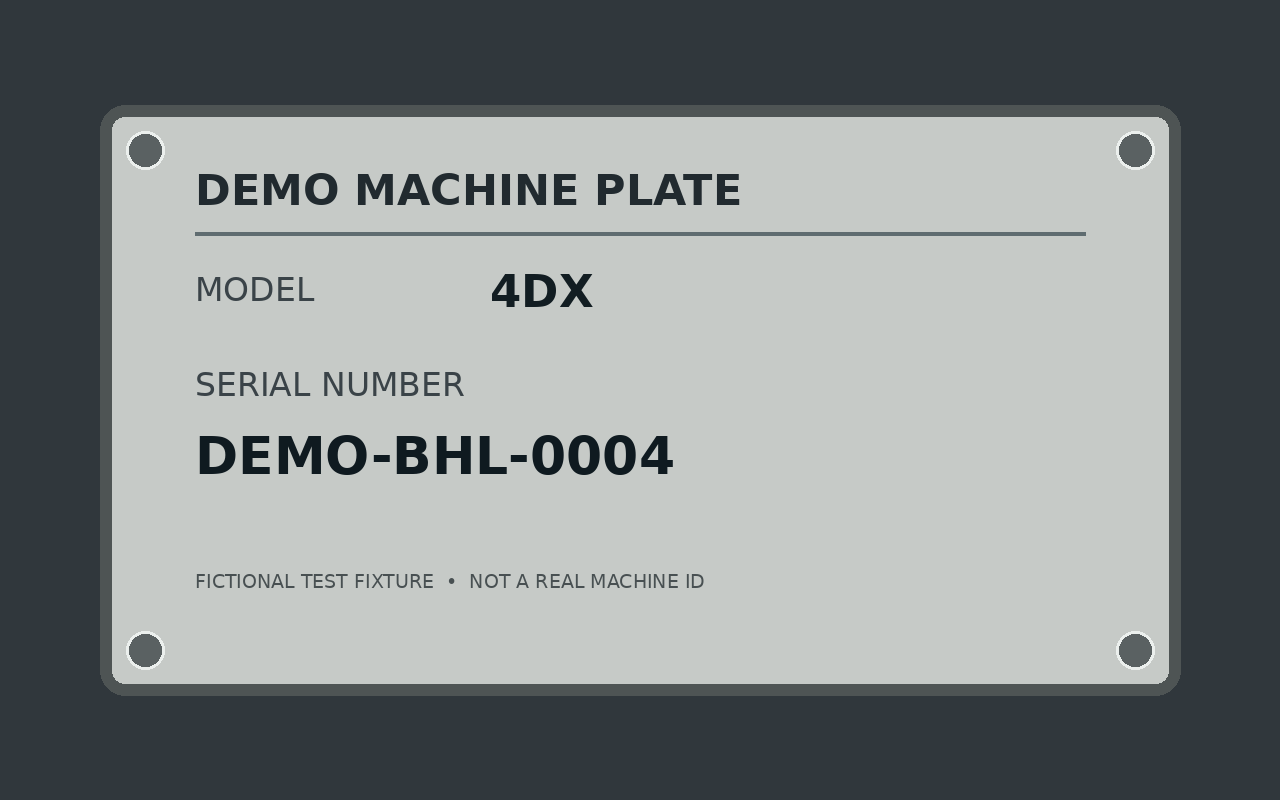 DEMO MACHINE PLATE
MODEL 4DX
SERIAL NUMBER
DEMO-BHL-0004
FICTIONAL TEST FIXTURE • NOT A REAL MACHINE ID